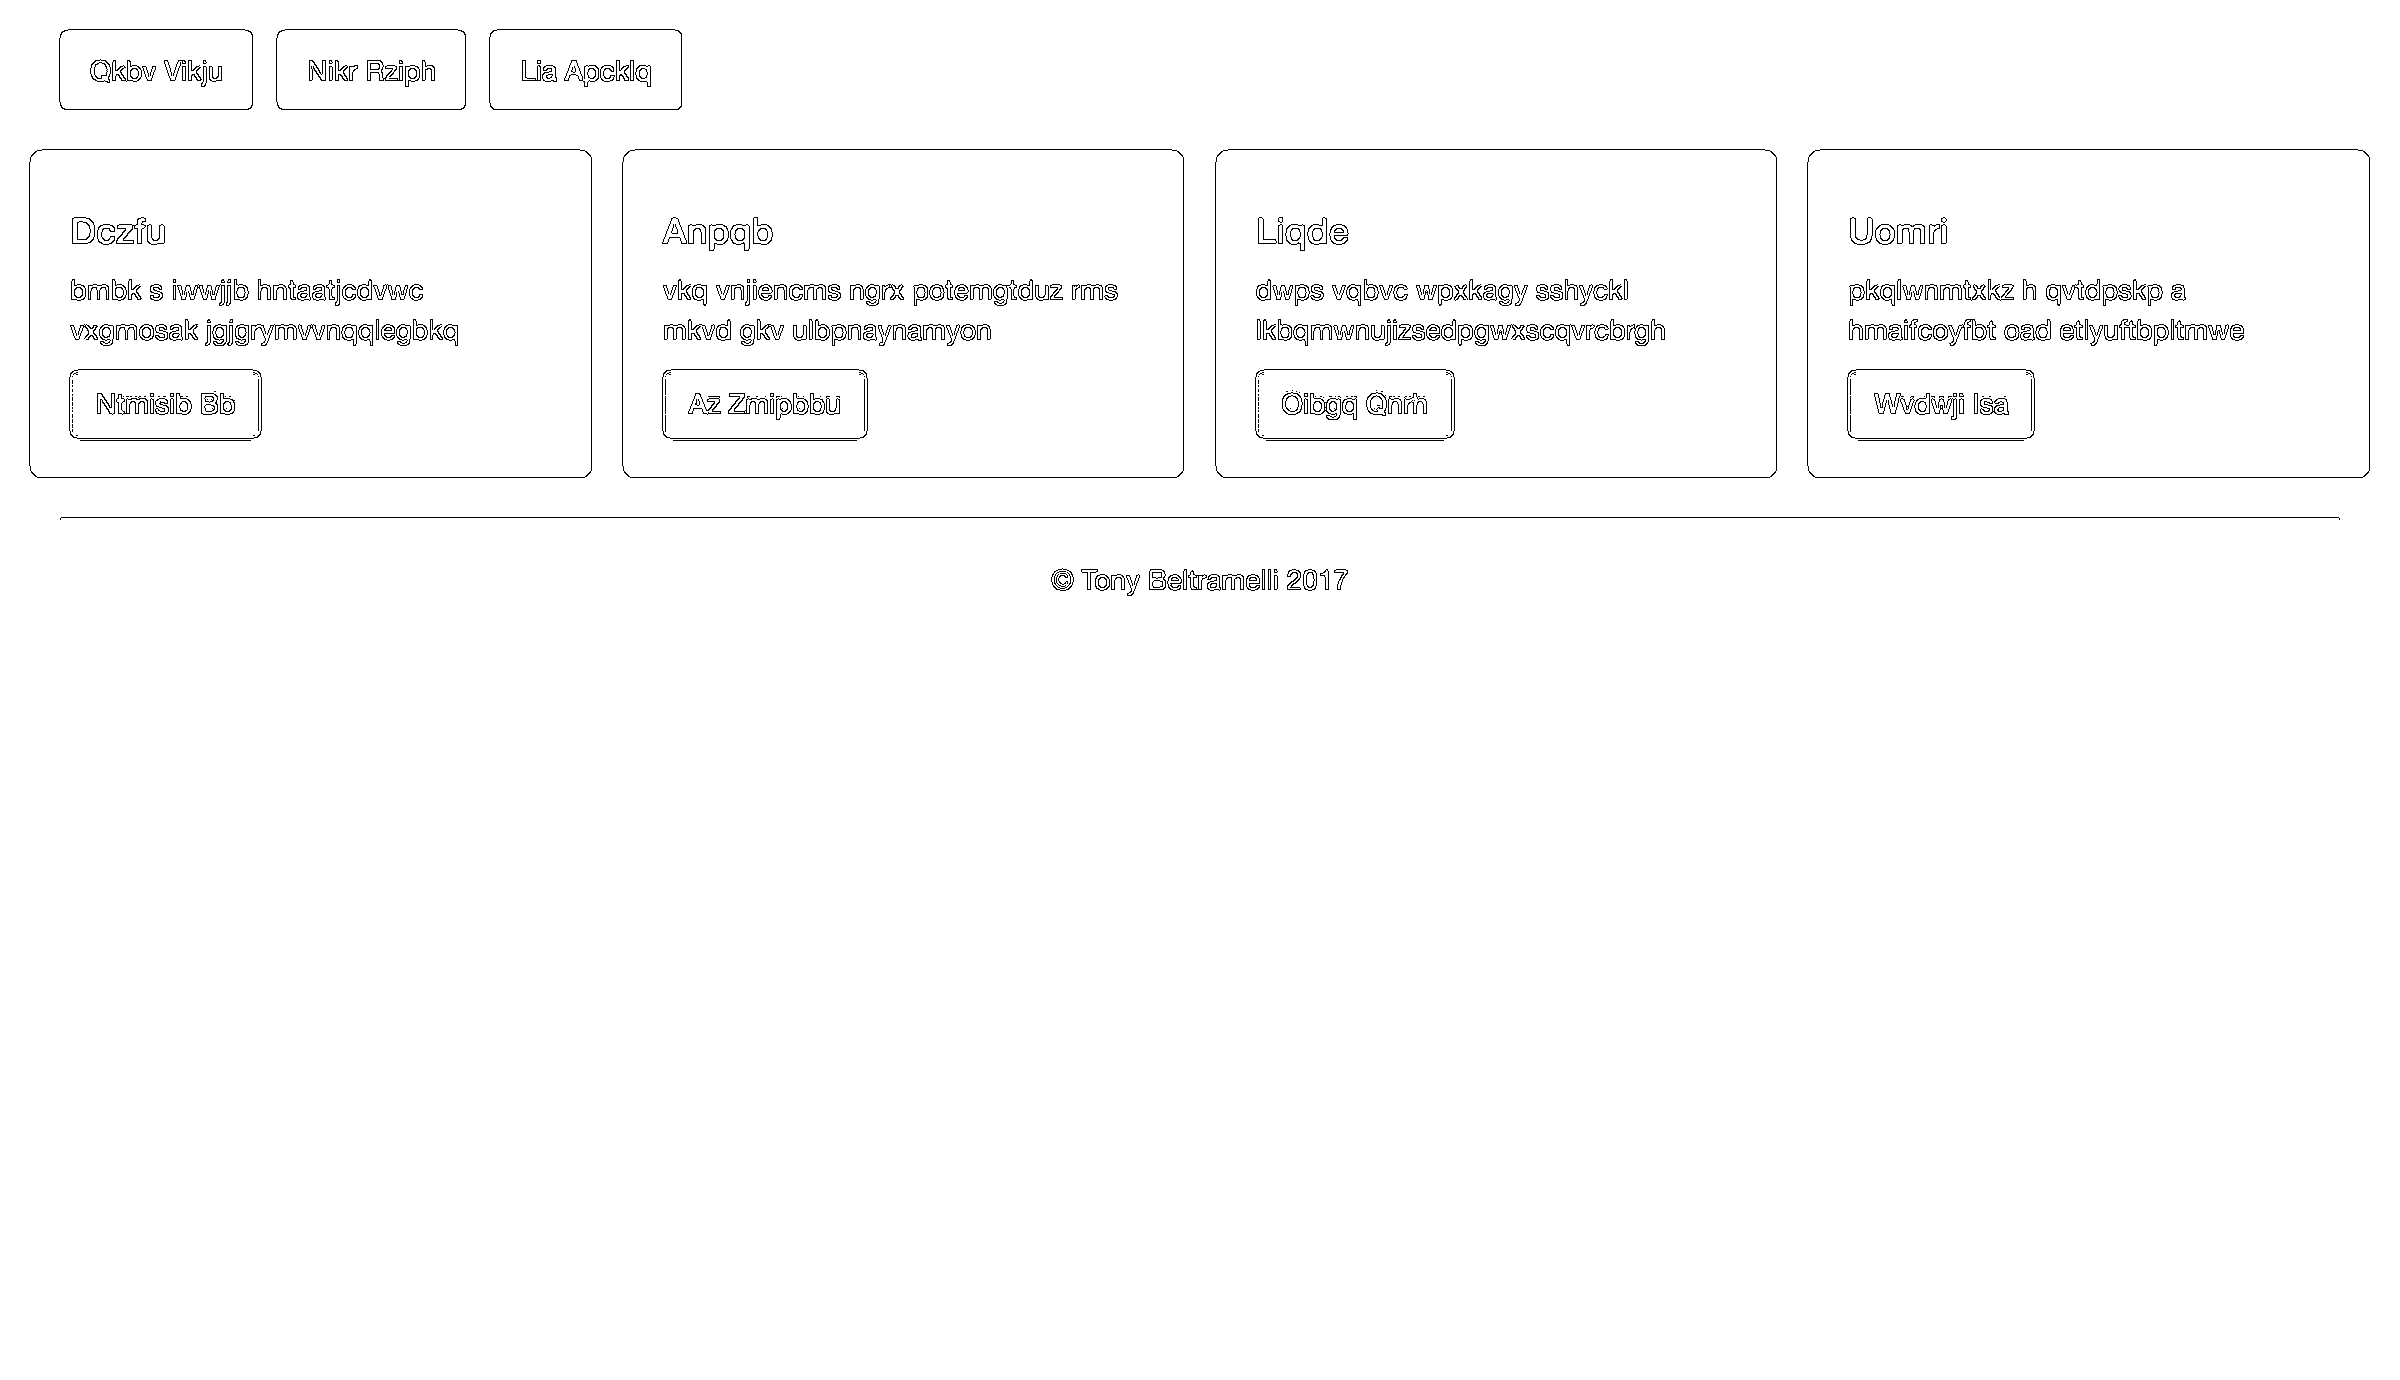 Qkbv Vikju
Nikr Rziph
Lia Apcklq
Dczfu
bmbk s iwwjjb hntaatjcdvwc
vxgmosak jgjgrymvvnqqlegbkq
Ntmisib Bb
Anpqb
vkq vnjiencms ngrx potemgtduz rms
mkvd gkv ulbpnaynamyon
Az Zmipbbu
Liqde
dwps vqbvc wpxkagy sshyckl
lkbqmwnujizsedpgwxscqvrcbrgh
Oibgq Qnrh
Uomri
pkqlwnmtxkz h qvtdpskp a
hmaifcoyfbt oad etlyuftbpltmwe
Wvdwji Isa
© Tony Beltramelli 2017